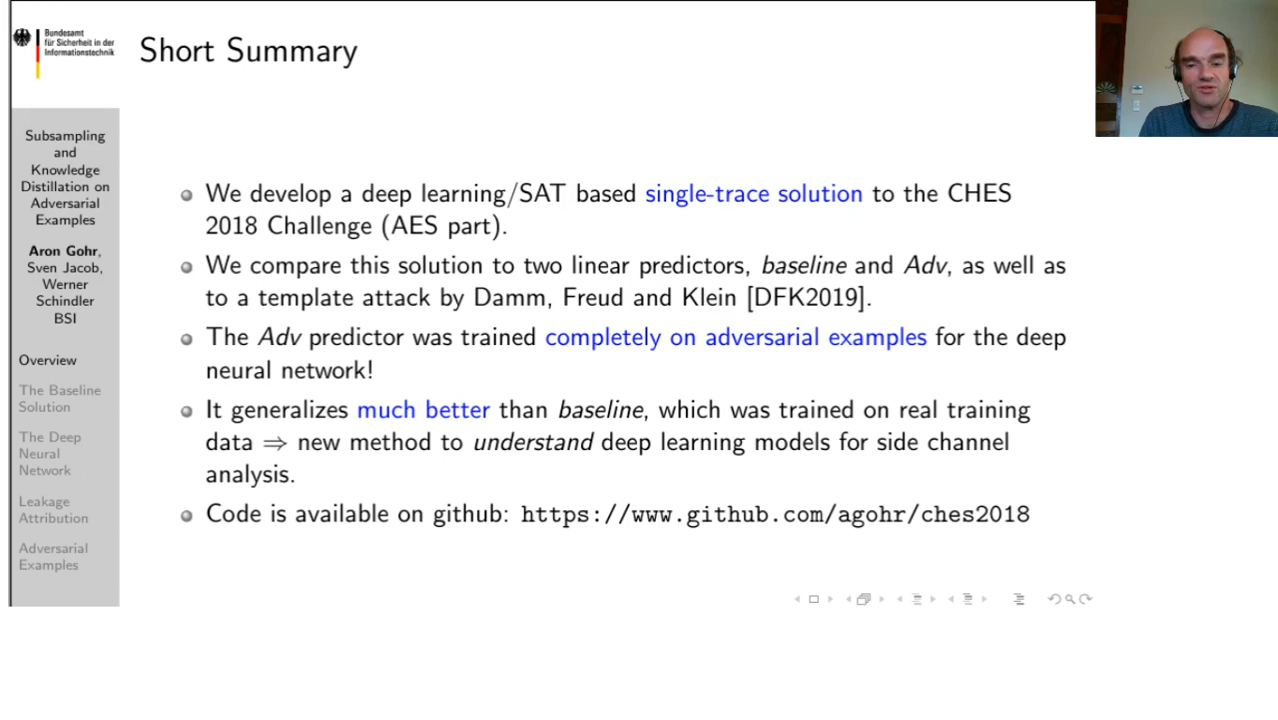 Bundesamt
für Sicherheit in der
Informationstechnik
Short Summary
Subsampling
and
Knowledge
Distillation on
Adversarial
Examples
Aron Gohr,
Sven Jacob,
Werner
Schindler
BSI
Overview
The Baseline
Solution
The Deep
Neural
Network
Leakage
Attribution
Adversarial
Examples
We develop a deep learning/SAT based single-trace solution to the CHES
2018 Challenge (AES part).
We compare this solution to two linear predictors, baseline and Adv, as well as
to a template attack by Damm, Freud and Klein [DFK2019].
The Adv predictor was trained completely on adversarial examples for the deep
neural network!
It generalizes much better than baseline, which was trained on real training
data ⇒ new method to understand deep learning models for side channel
analysis.
Code is available on github: https://www.github.com/agohr/ches2018